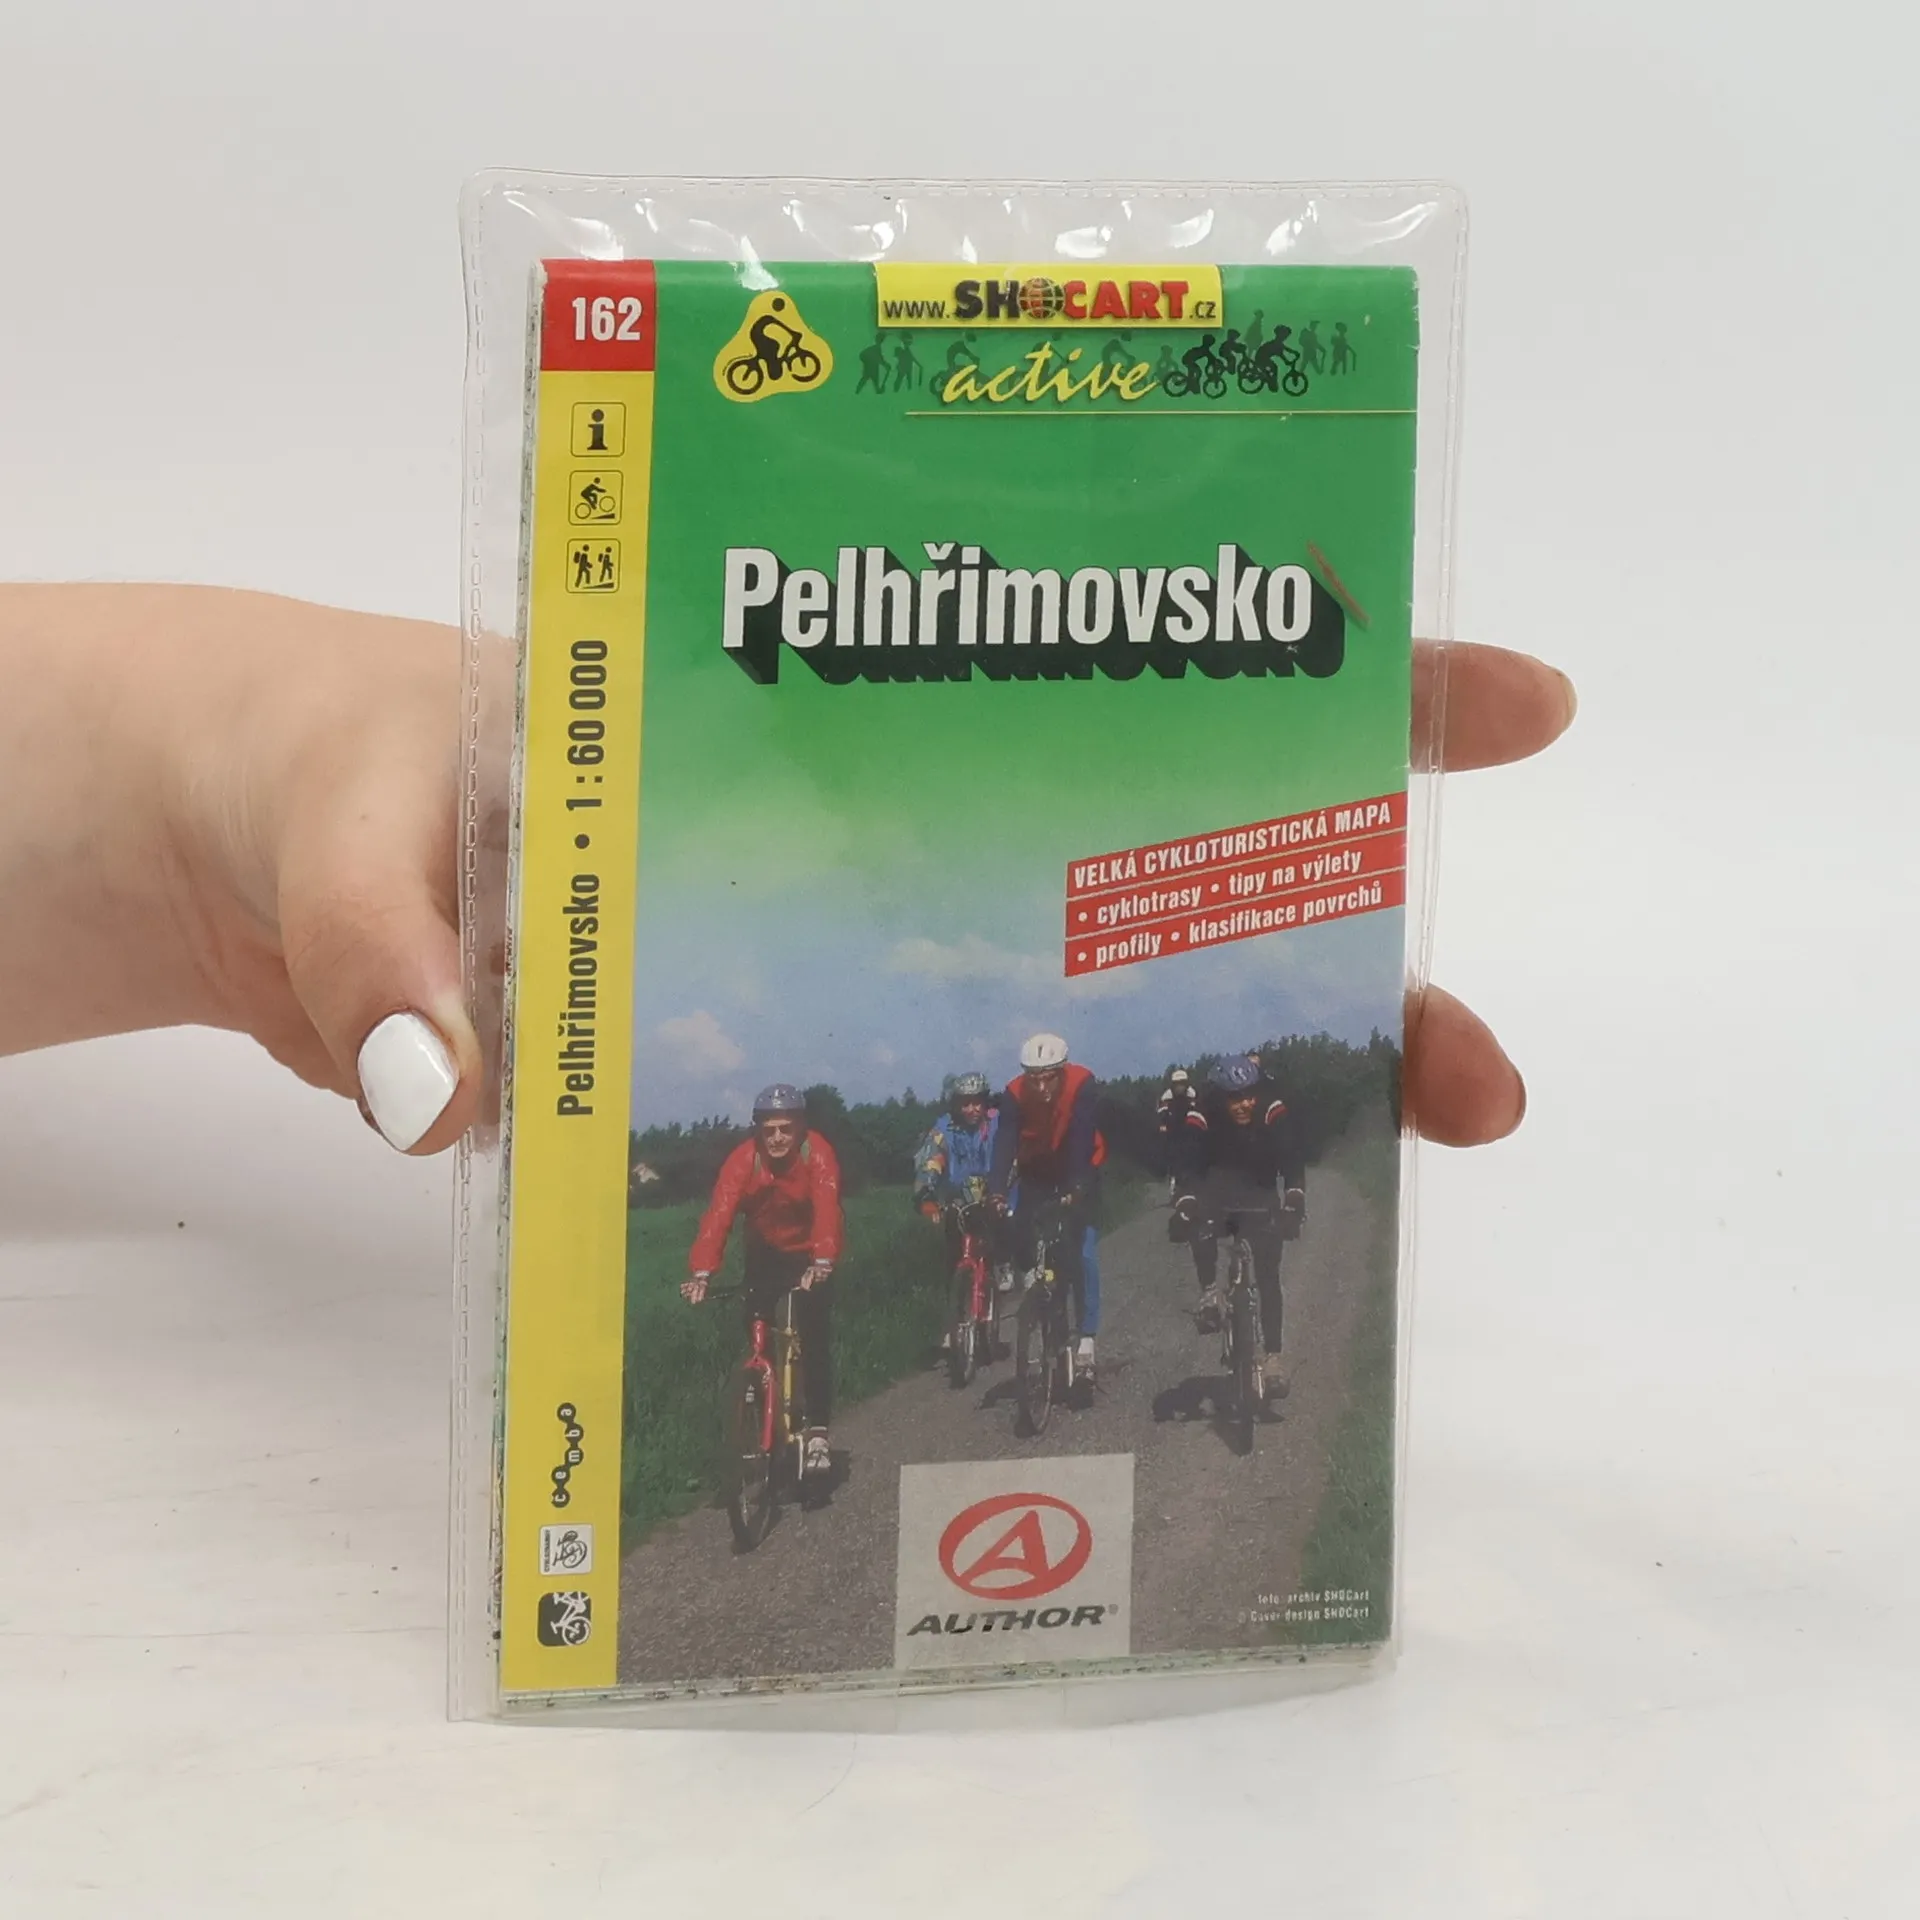 162
www.SHOCART.cz
active
Pelhřimovsko
VELKÁ CYKLOTURISTICKÁ MAPA
• cyklotrasy • tipy na výlety
• profily • klasifikace povrchů
Pelhřimovsko • 1 : 60 000
cemba
A
AUTHOR®
foto: archiv SHOCart
© Cover design SHOCart